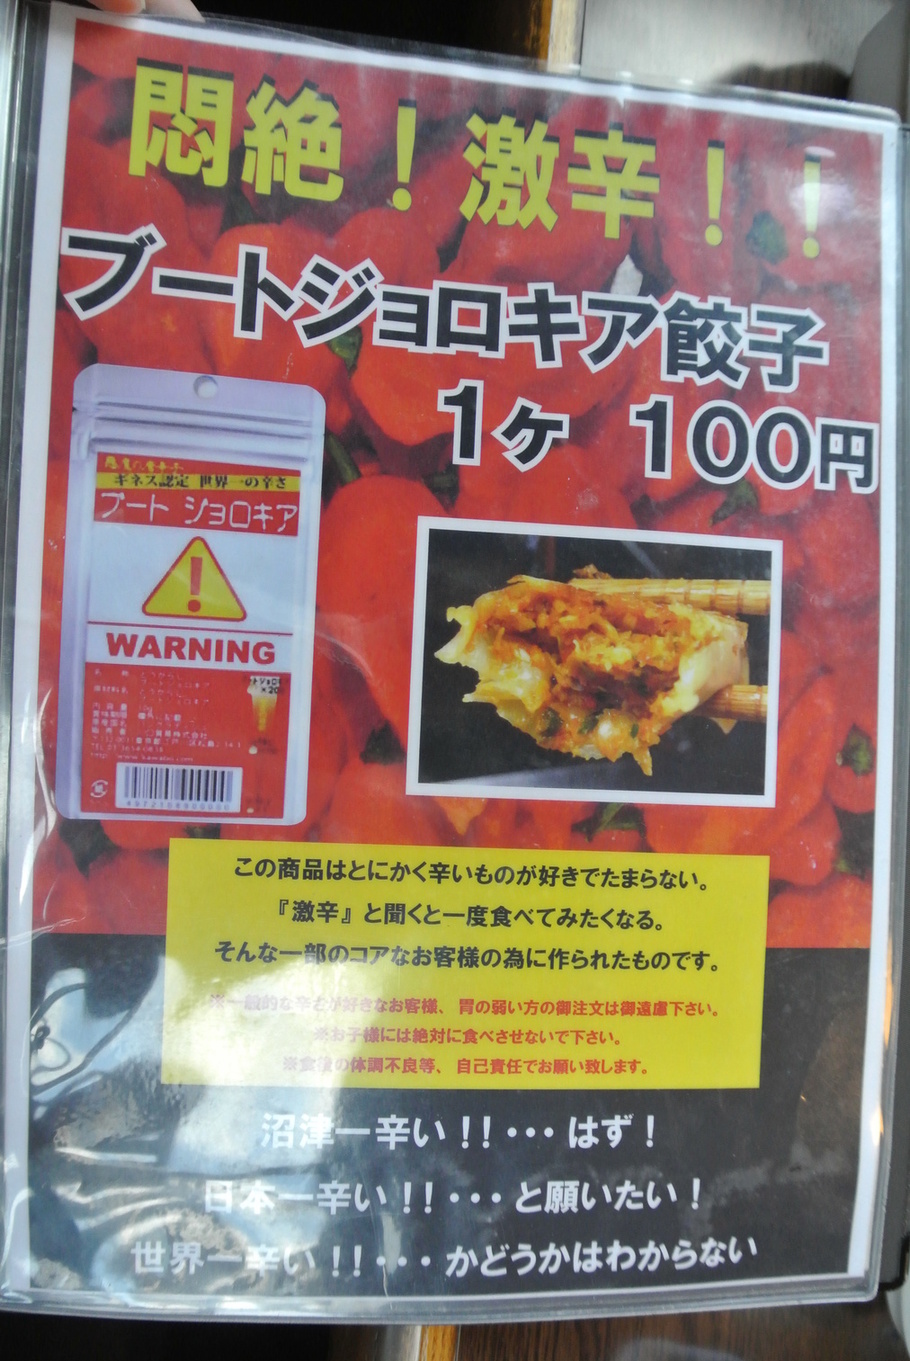 悶絶！激辛！！
ブートジョロキア餃子
1ヶ 100円
ギネス認定 世界一の辛さ
ブート ジョロキア
WARNING
この商品はとにかく辛いものが好きでたまらない。
『激辛』と聞くと一度食べてみたくなる。
そんな一部のコアなお客様の為に作られたものです。
※一般的な辛さが好きなお客様、胃の弱い方の御注文は御遠慮下さい。
※お子様には絶対に食べさせないで下さい。
※食後の体調不良等、自己責任でお願い致します。
沼津一辛い!!･･･はず！
日本一辛い!!･･･と願いたい！
世界一辛い!!･･･かどうかはわからない